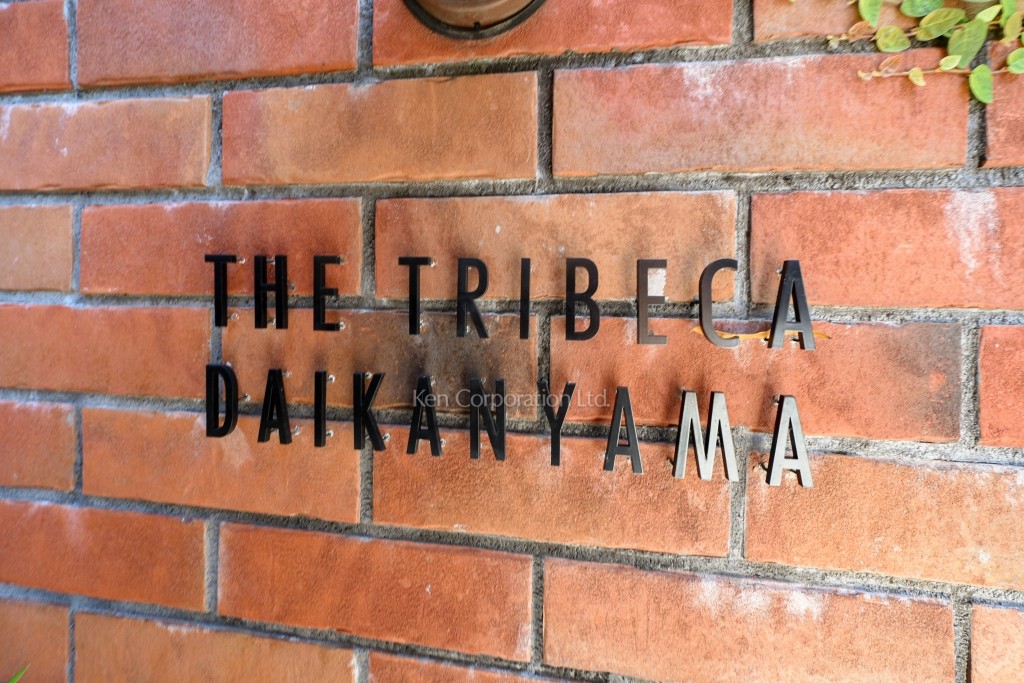 THE TRIBECA
DAIKANYAMA
Ken Corporation Ltd.